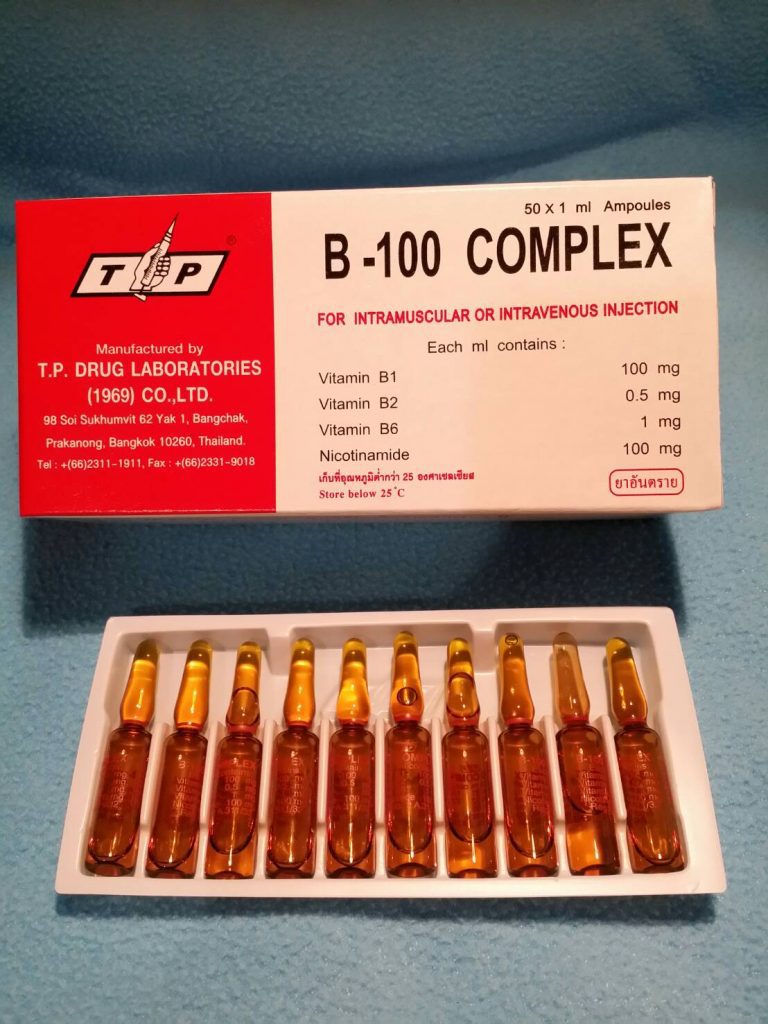 T P ®
Manufactured by
T.P. DRUG LABORATORIES
(1969) CO.,LTD.
98 Soi Sukhumvit 62 Yak 1, Bangchak,
Prakanong, Bangkok 10260, Thailand.
Tel : +(66)2311-1911, Fax : +(66)2331-9018
50 X 1 ml Ampoules
B -100 COMPLEX
FOR INTRAMUSCULAR OR INTRAVENOUS INJECTION
Each ml contains :
Vitamin B1 100 mg
Vitamin B2 0.5 mg
Vitamin B6 1 mg
Nicotinamide 100 mg
เก็บที่อุณหภูมิต่ำกว่า 25 องศาเซลเซียส
Store below 25 °C
ยาอันตราย